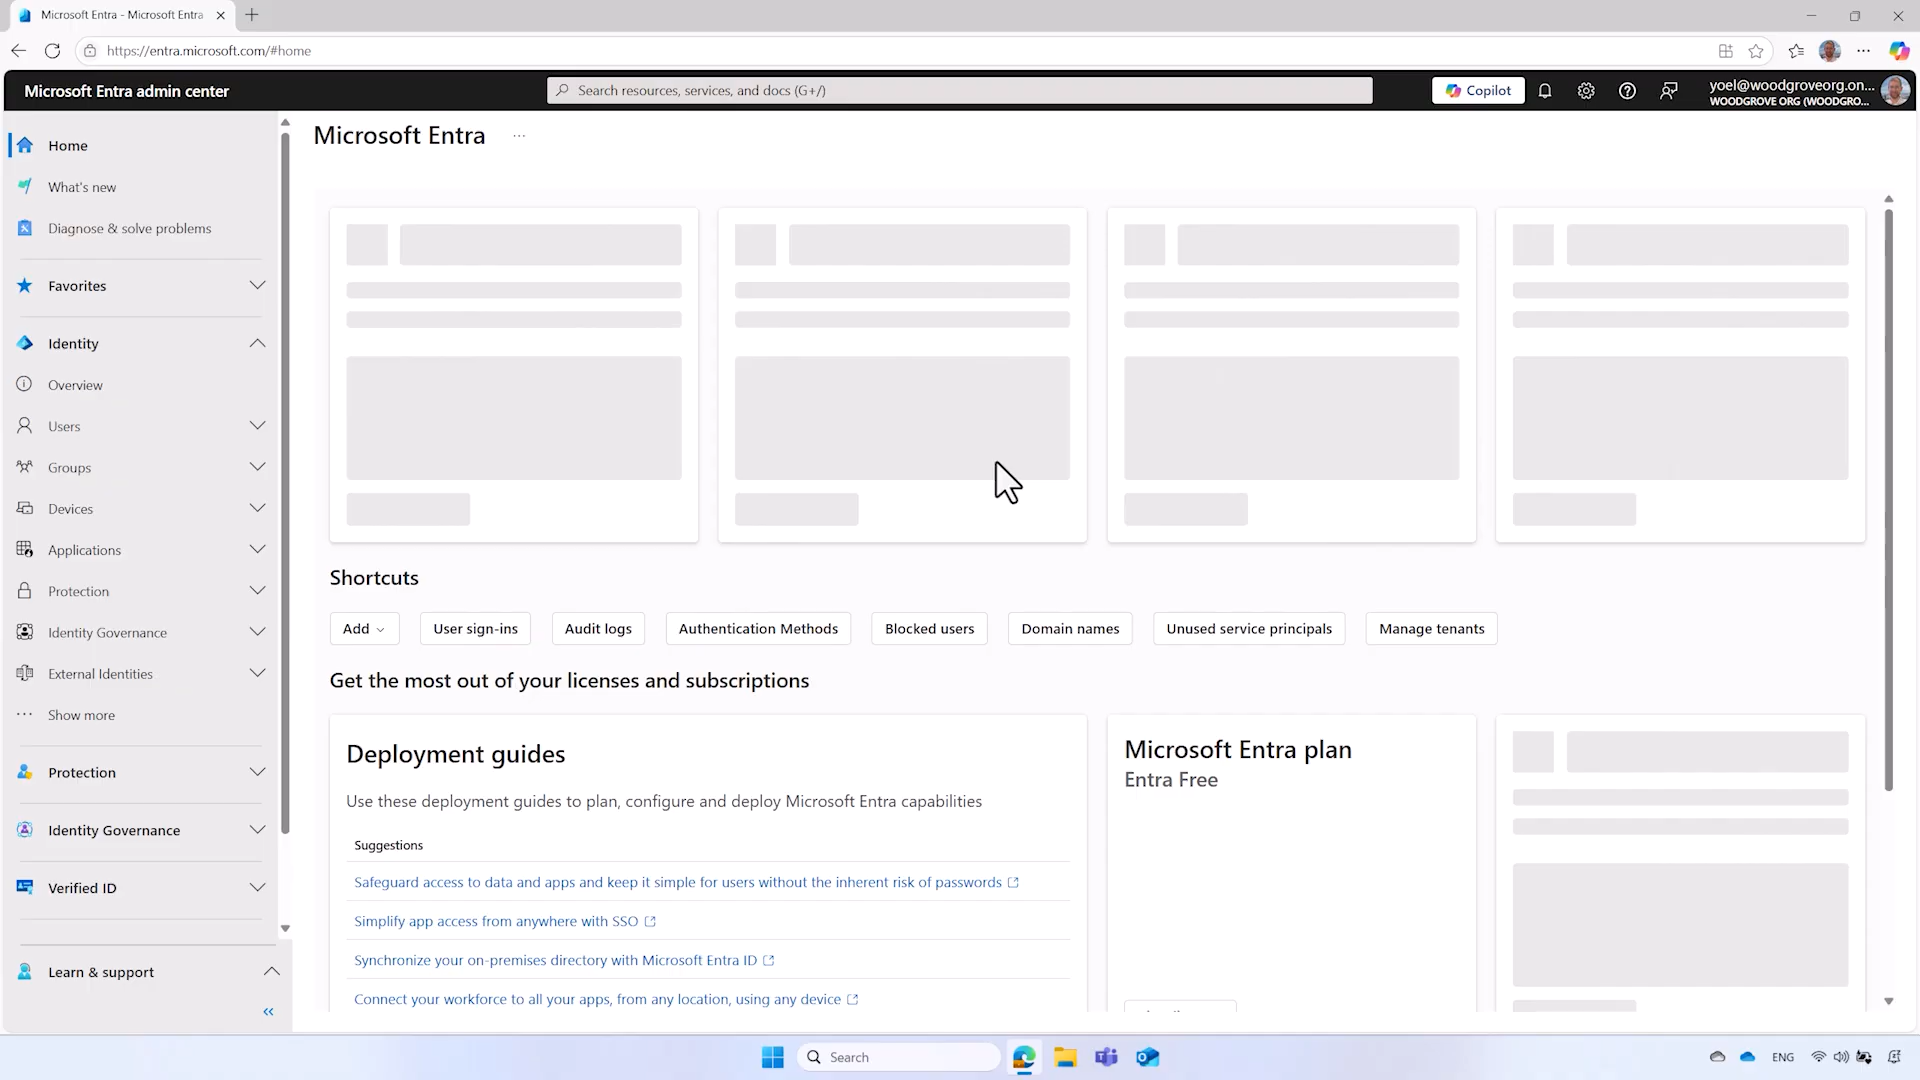 Microsoft Entra - Microsoft Entra
https://entra.microsoft.com/#home
Microsoft Entra admin center
Search resources, services, and docs (G+/)
Copilot
yoel@woodgroveorg.on...
WOODGROVE ORG (WOODGRO...
Home
What's new
Diagnose & solve problems
Favorites
Identity
Overview
Users
Groups
Devices
Applications
Protection
Identity Governance
External Identities
Show more
Protection
Identity Governance
Verified ID
Learn & support
Microsoft Entra
Shortcuts
Add
User sign-ins
Audit logs
Authentication Methods
Blocked users
Domain names
Unused service principals
Manage tenants
Get the most out of your licenses and subscriptions
Deployment guides
Use these deployment guides to plan, configure and deploy Microsoft Entra capabilities
Suggestions
Safeguard access to data and apps and keep it simple for users without the inherent risk of passwords
Simplify app access from anywhere with SSO
Synchronize your on-premises directory with Microsoft Entra ID
Connect your workforce to all your apps, from any location, using any device
Microsoft Entra plan
Entra Free
Search
ENG